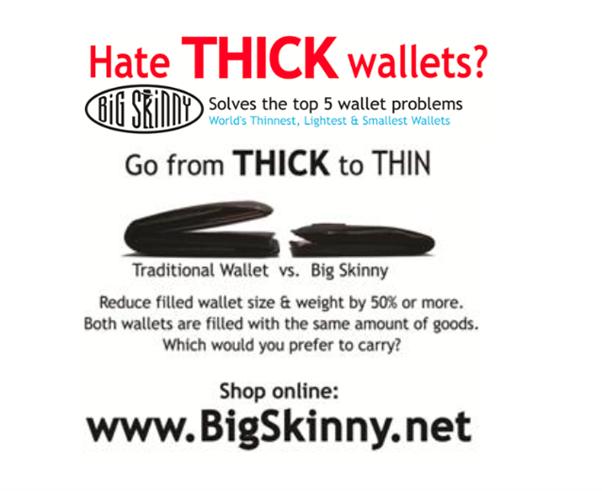 Hate THICK wallets?
BiG SKiNNY
Solves the top 5 wallet problems
World's Thinnest, Lightest & Smallest Wallets
Go from THICK to THIN
Traditional Wallet vs. Big Skinny
Reduce filled wallet size & weight by 50% or more.
Both wallets are filled with the same amount of goods.
Which would you prefer to carry?
Shop online:
www.BigSkinny.net